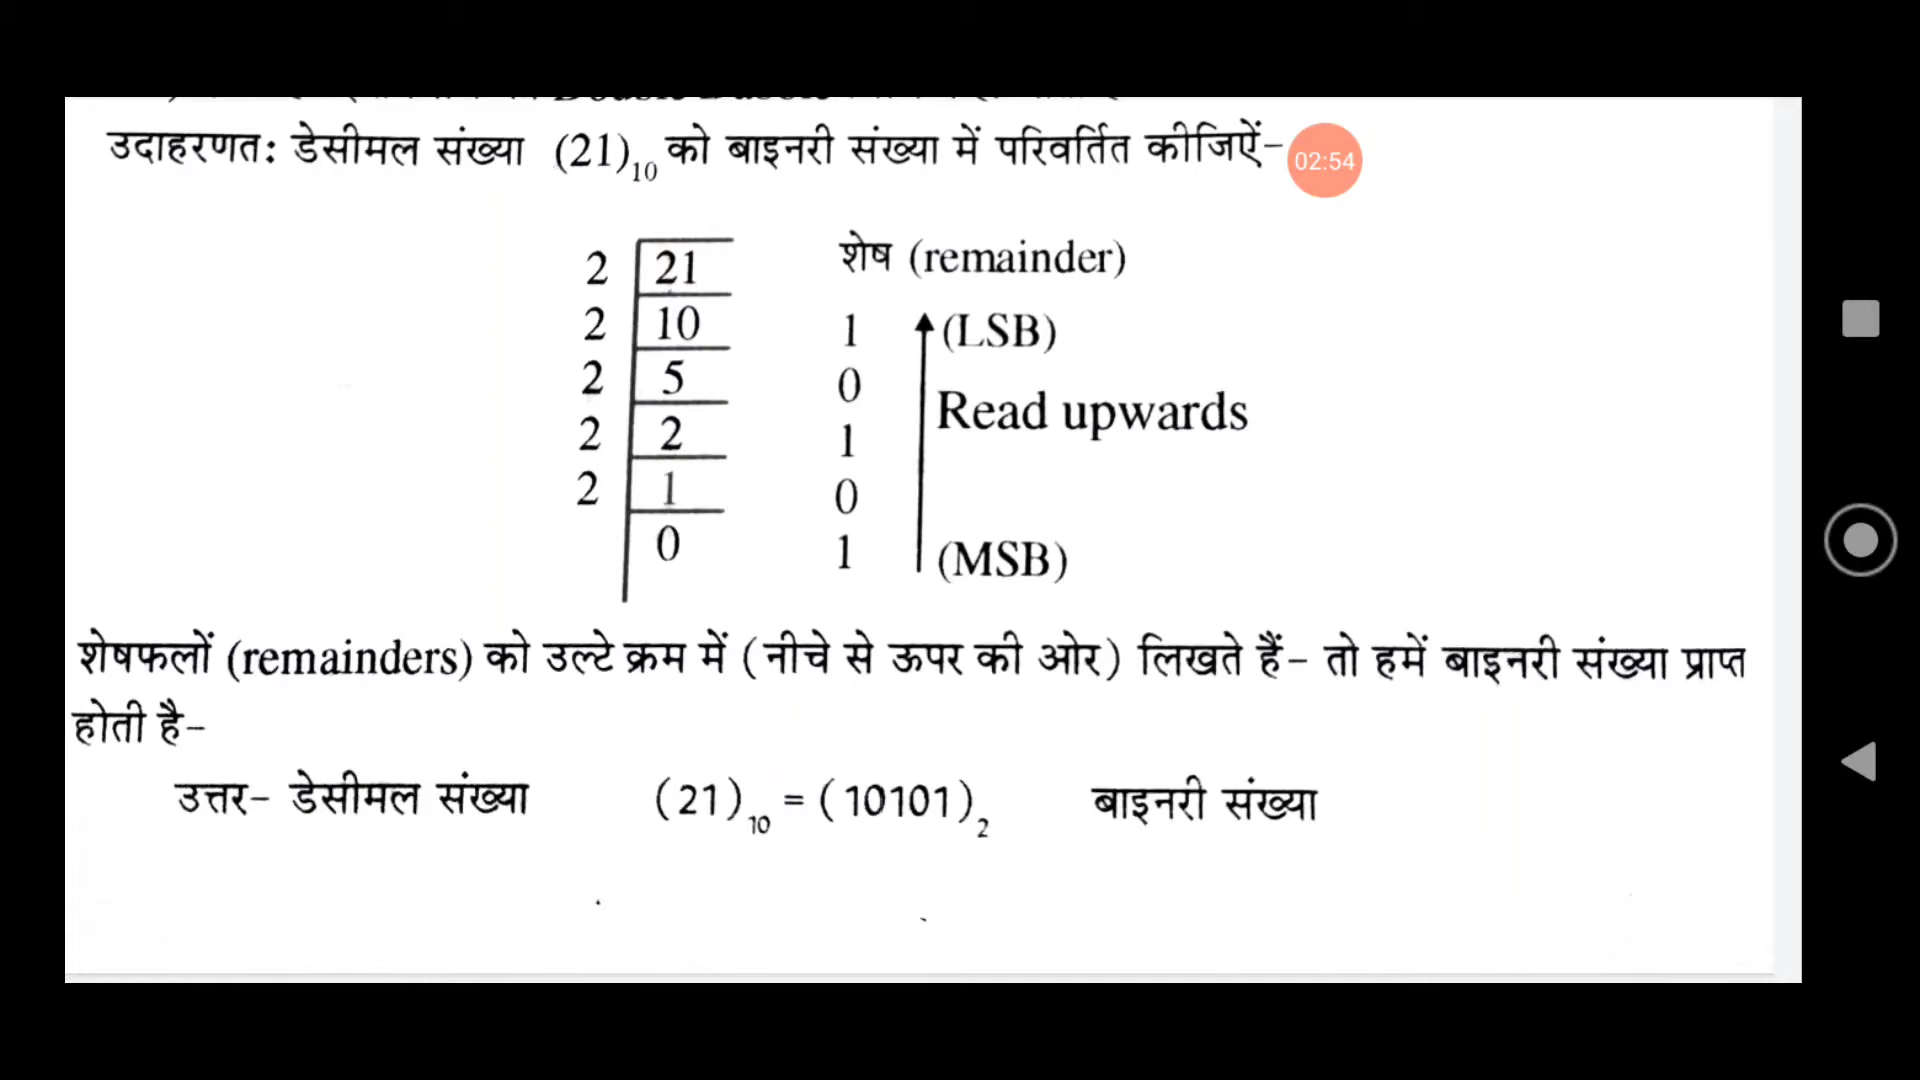 उदाहरणत: डेसीमल संख्या (21)₁₀ को बाइनरी संख्या में परिवर्तित कीजिऐं-
02:54
शेष (remainder)
2 21
2 10 1 (LSB)
2 5 0
Read upwards
2 2 1
2 1 0
0 1 (MSB)
शेषफलों (remainders) को उल्टे क्रम में (नीचे से ऊपर की ओर) लिखते हैं- तो हमें बाइनरी संख्या प्राप्त
होती है-
उत्तर- डेसीमल संख्या (21)₁₀ = (10101)₂ बाइनरी संख्या